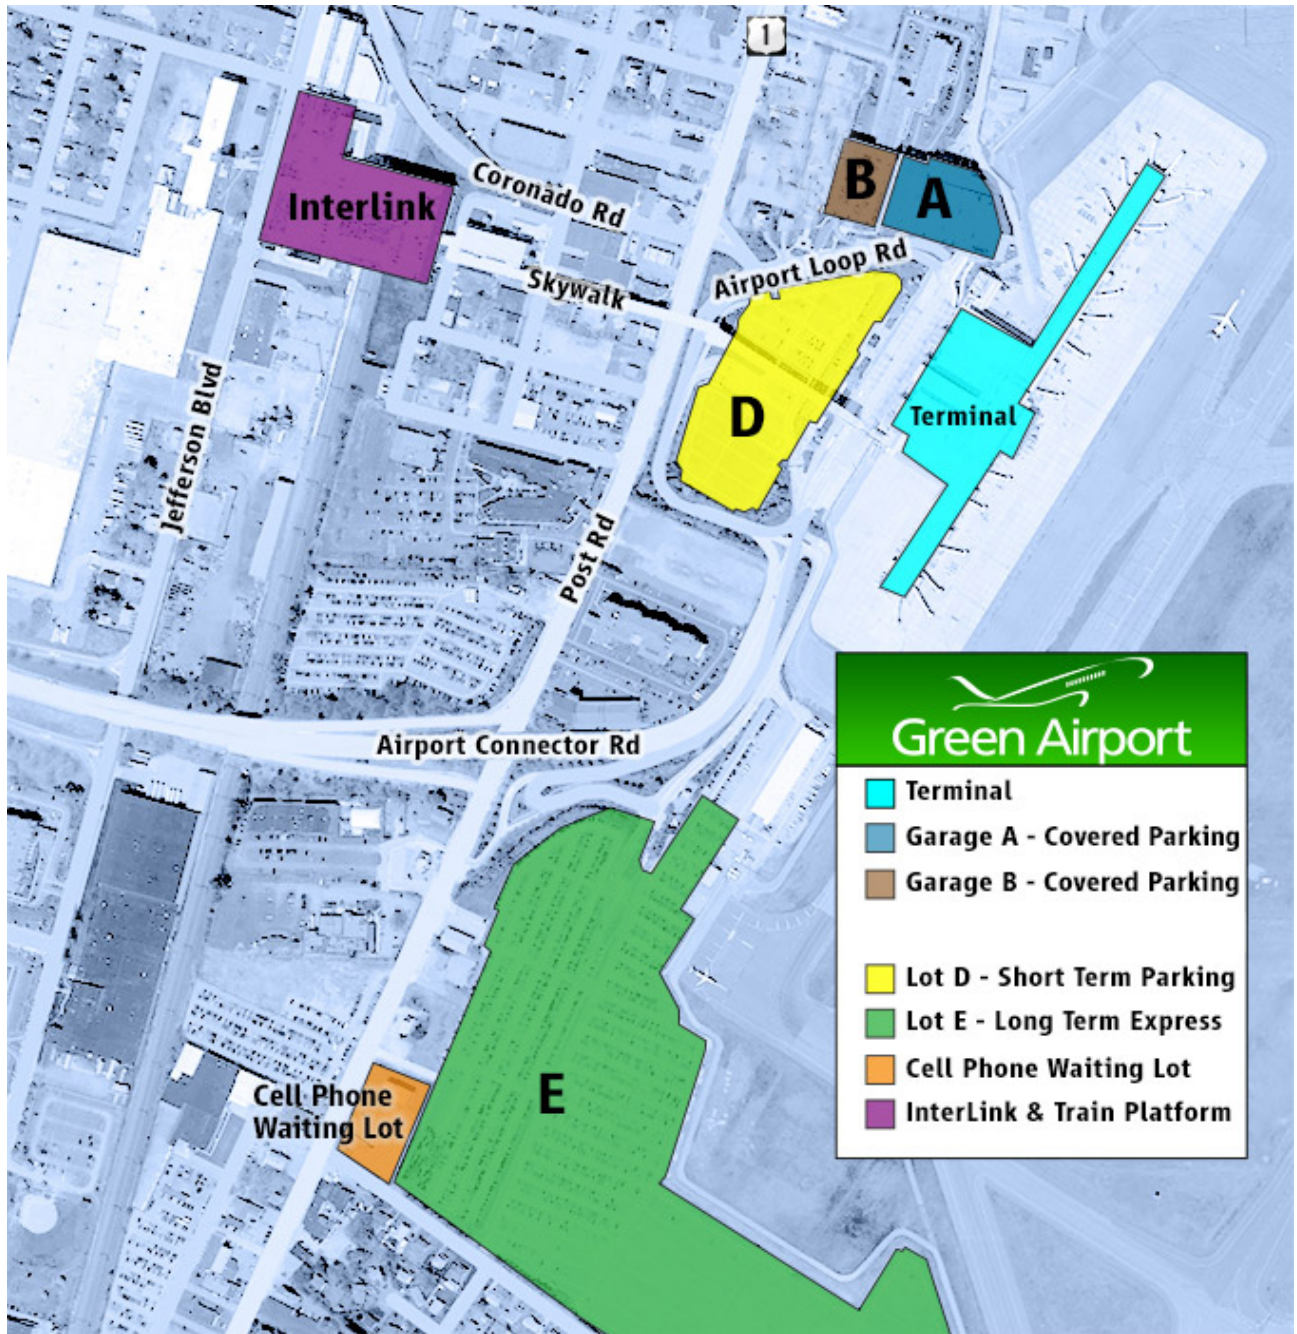 1
B
A
Interlink
Coronado Rd
Airport Loop Rd
Skywalk
D
Terminal
Jefferson Blvd
Post Rd
Airport Connector Rd
Green Airport
Terminal
Garage A - Covered Parking
Garage B - Covered Parking
Lot D - Short Term Parking
Lot E - Long Term Express
Cell Phone Waiting Lot
InterLink & Train Platform
E
Cell Phone
Waiting Lot